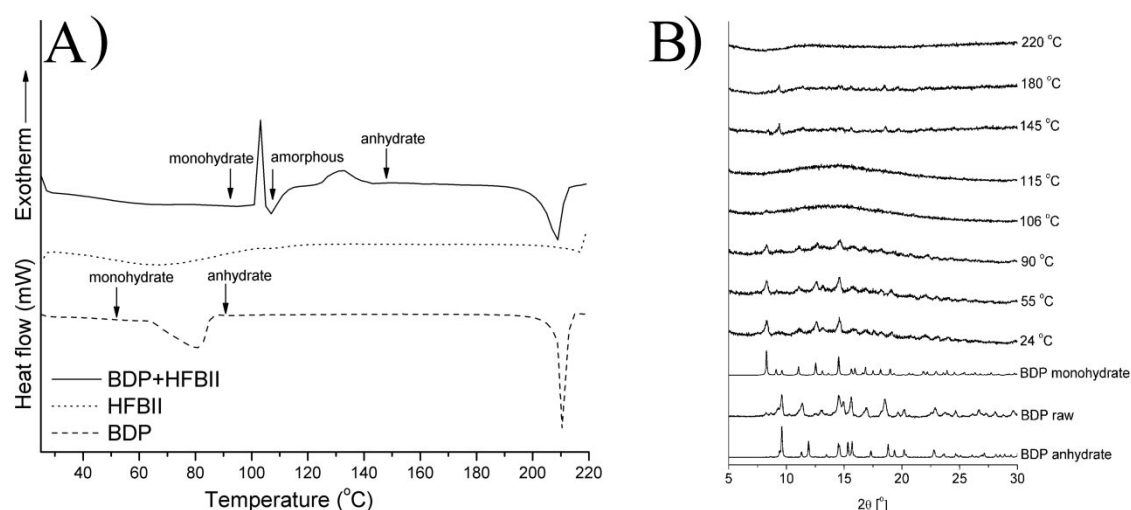 A)
Exotherm
Heat flow (mW)
monohydrate
amorphous
anhydrate
monohydrate
anhydrate
BDP+HFBII
HFBII
BDP
40 60 80 100 120 140 160 180 200 220
Temperature (°C)
B)
220 °C
180 °C
145 °C
115 °C
106 °C
90 °C
55 °C
24 °C
BDP monohydrate
BDP raw
BDP anhydrate
5 10 15 20 25 30
2θ [°]